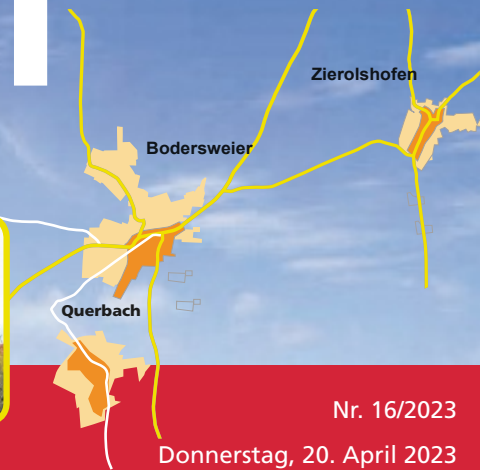 Zierolshofen
Bodersweier
Querbach
Nr. 16/2023
Donnerstag, 20. April 2023